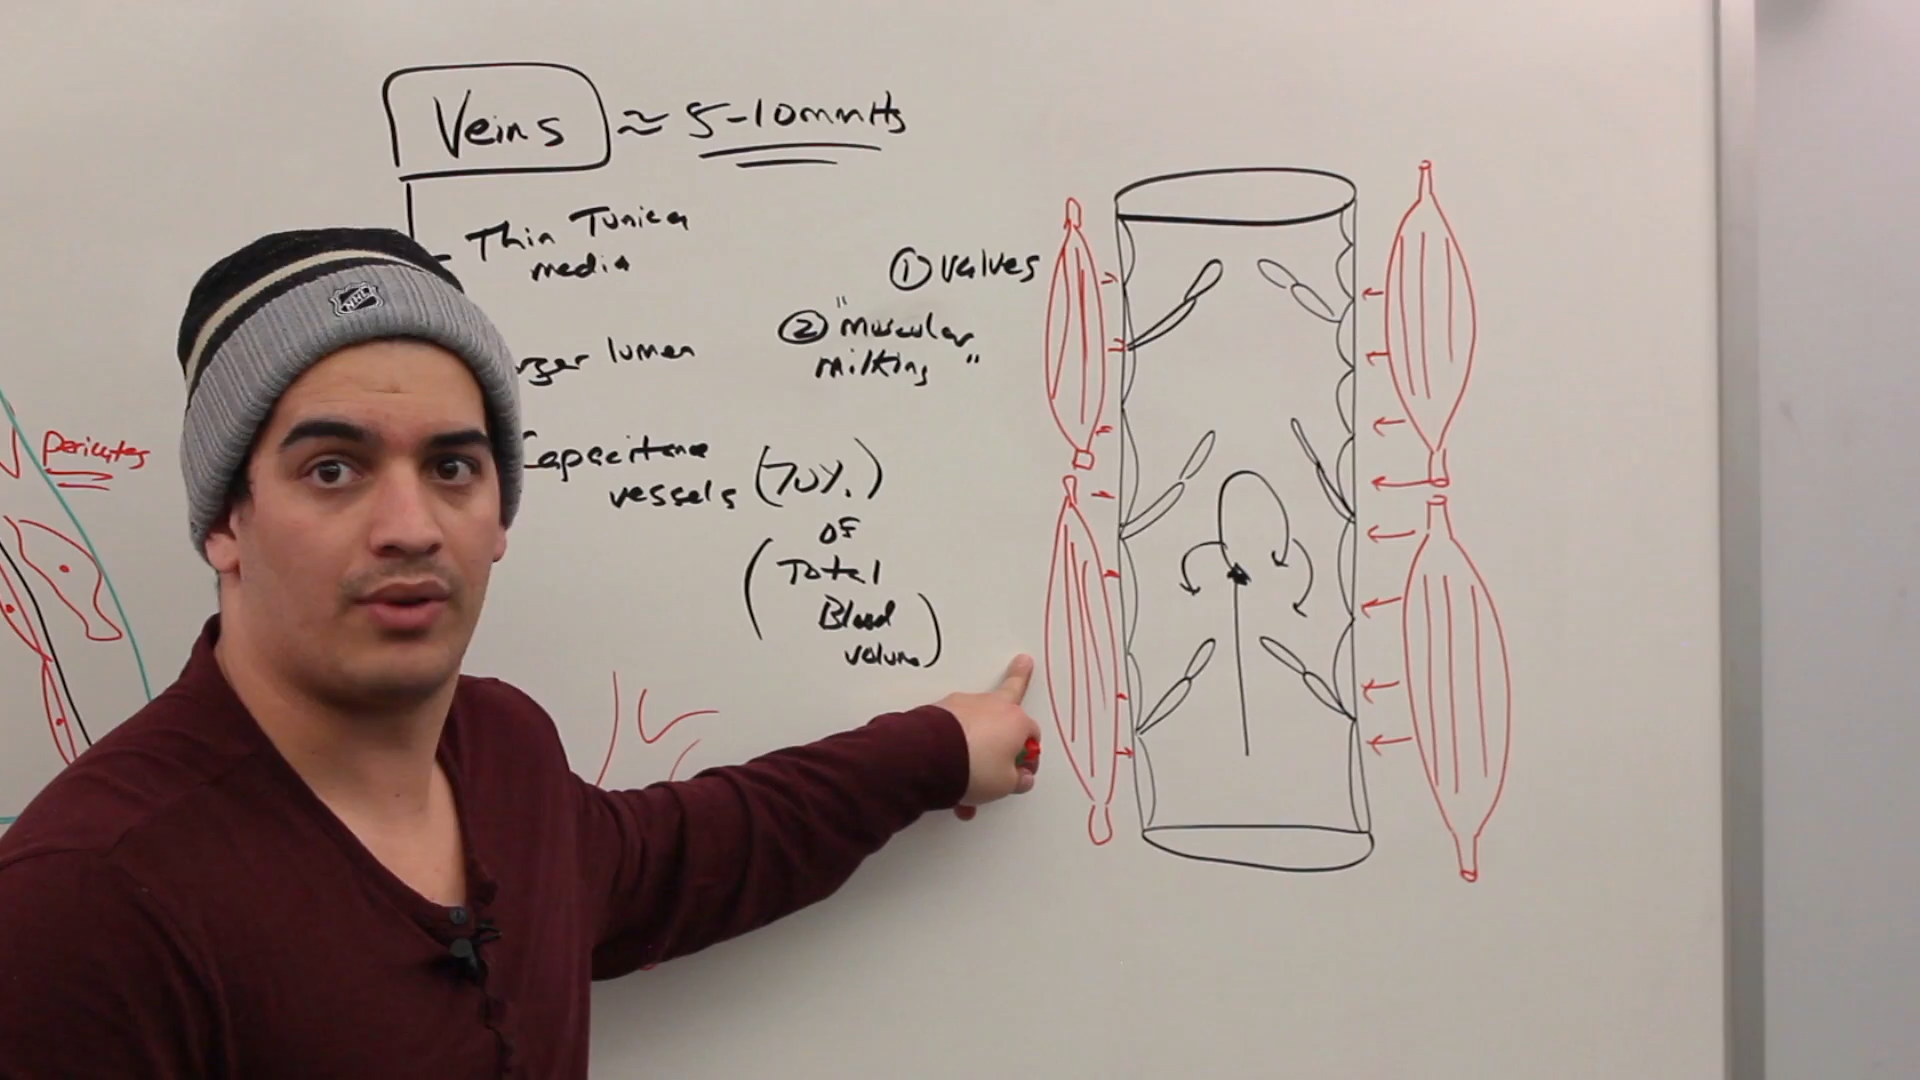 Veins ≈ 5-10mmHg
Thin Tunica
media
rger lumen
① valves
② "muscular
milking"
Capacitance
vessels (70%)
of
(Total
Blood
volume)
pericytes
NHL